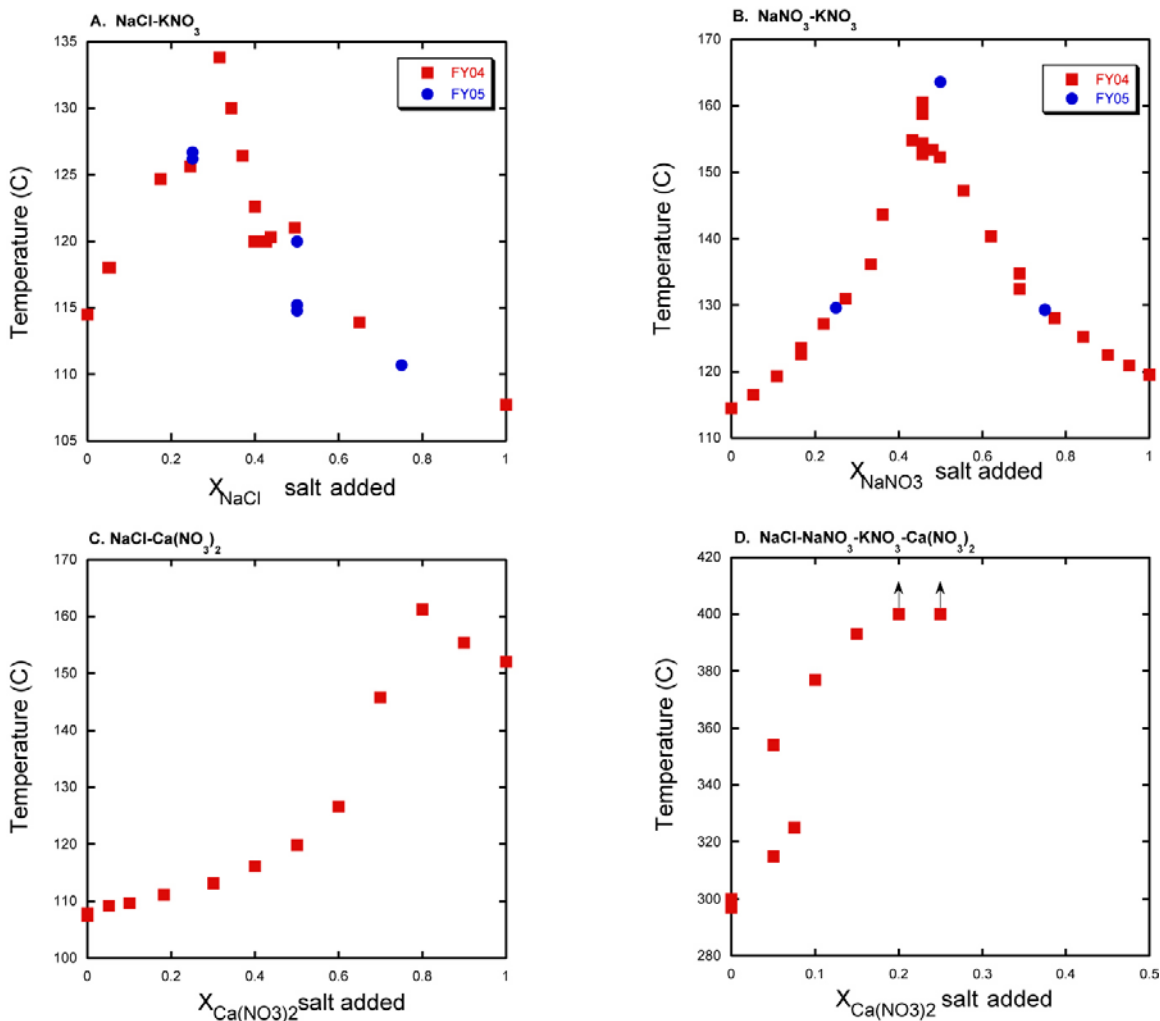 A. NaCl-KNO3
135
130
125
120
115
110
105
Temperature (C)
FY04
FY05
0 0.2 0.4 0.6 0.8 1
XNaCl salt added
B. NaNO3-KNO3
170
160
150
140
130
120
110
Temperature (C)
FY04
FY05
0 0.2 0.4 0.6 0.8 1
XNaNO3 salt added
C. NaCl-Ca(NO3)2
170
160
150
140
130
120
110
100
Temperature (C)
0 0.2 0.4 0.6 0.8 1
XCa(NO3)2 salt added
D. NaCl-NaNO3-KNO3-Ca(NO3)2
420
400
380
360
340
320
300
280
Temperature (C)
0 0.1 0.2 0.3 0.4 0.5
XCa(NO3)2 salt added